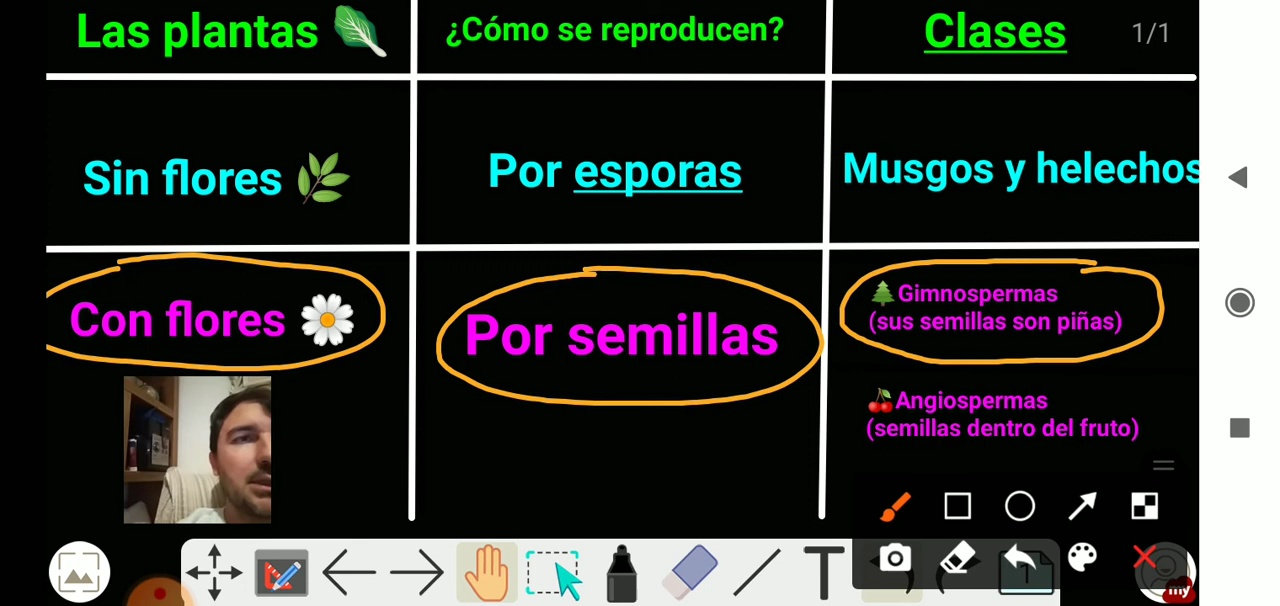 Las plantas
¿Cómo se reproducen?
Clases
1/1
Sin flores
Por esporas
Musgos y helechos
Con flores
Por semillas
Gimnospermas
(sus semillas son piñas)
Angiospermas
(semillas dentro del fruto)
T
my